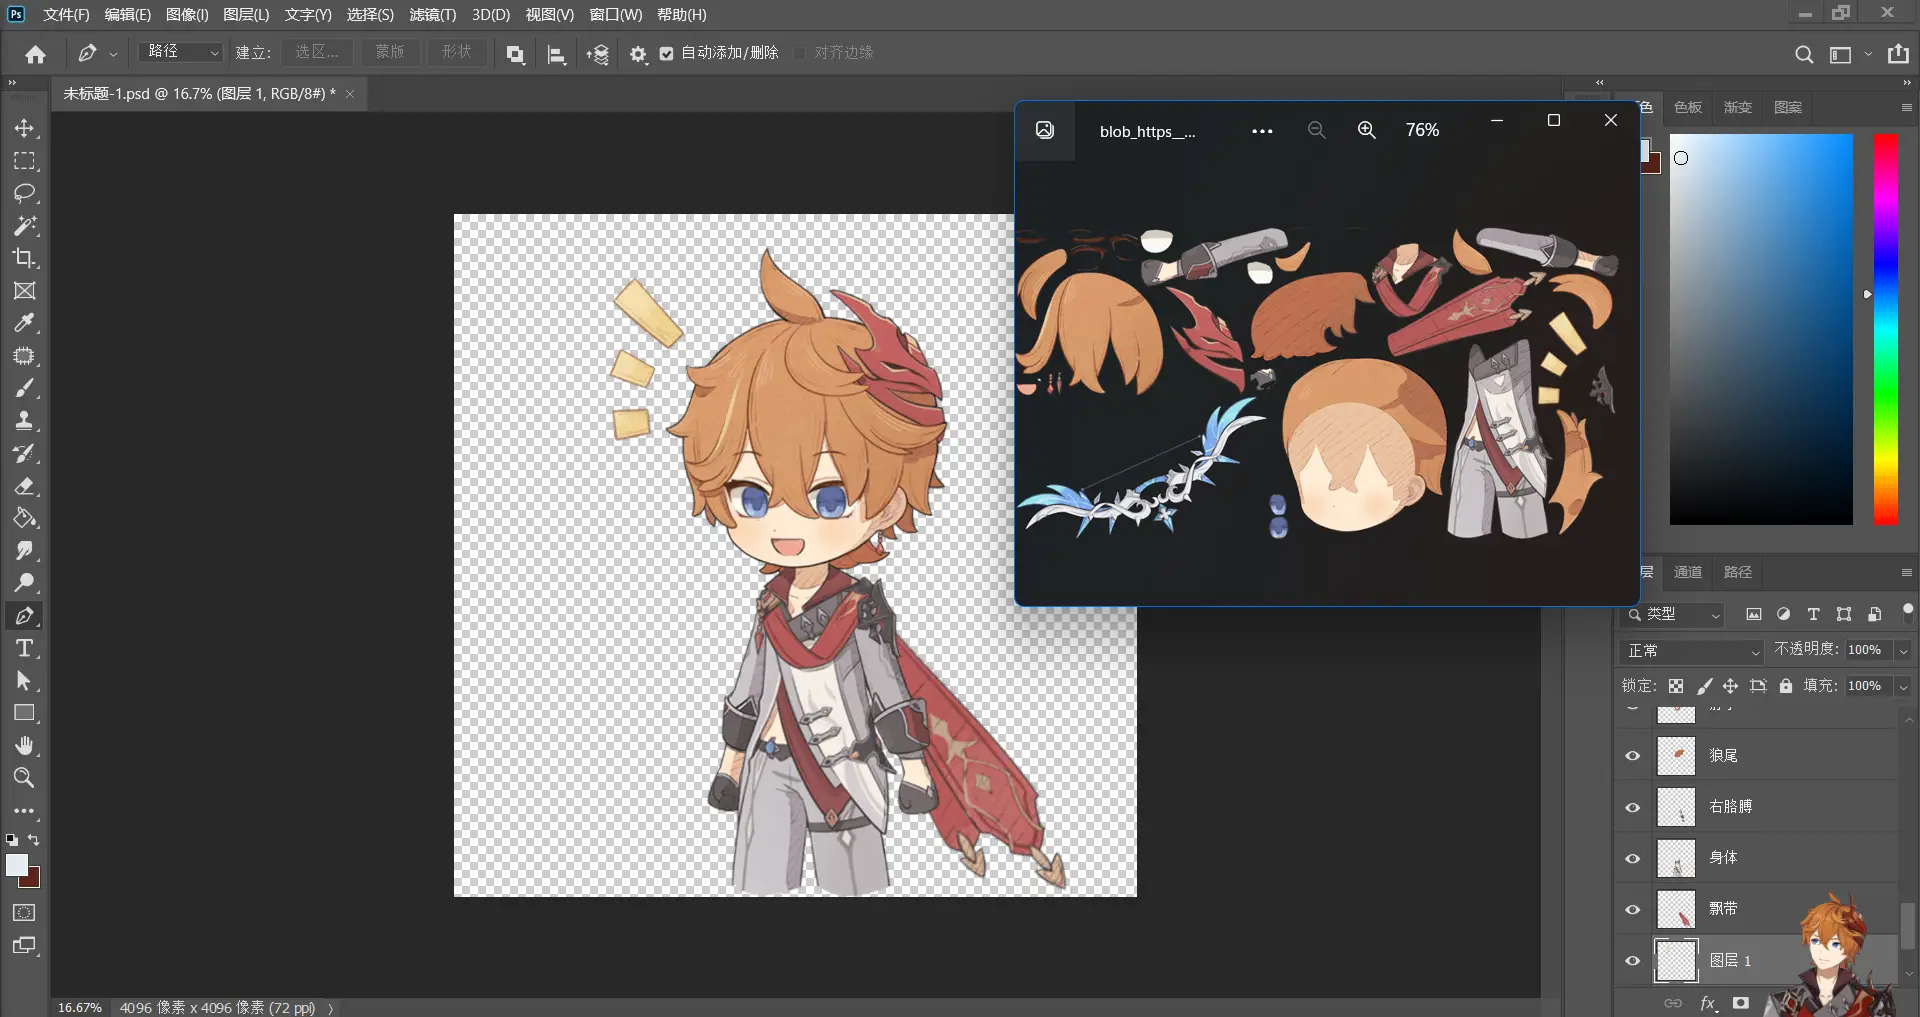 Ps 文件(F) 编辑(E) 图像(I) 图层(L) 文字(Y) 选择(S) 滤镜(T) 3D(D) 视图(V) 窗口(W) 帮助(H)
路径 建立: 选区... 蒙版 形状 自动添加/删除 对齐边缘
未标题-1.psd @ 16.7% (图层 1, RGB/8#) *
blob_https__... 76%
色 色板 渐变 图案
层 通道 路径
类型
正常 不透明度: 100%
锁定: 填充: 100%
狼尾
右胳膊
身体
飘带
图层 1
fx
16.67% 4096 像素 x 4096 像素 (72 ppi)